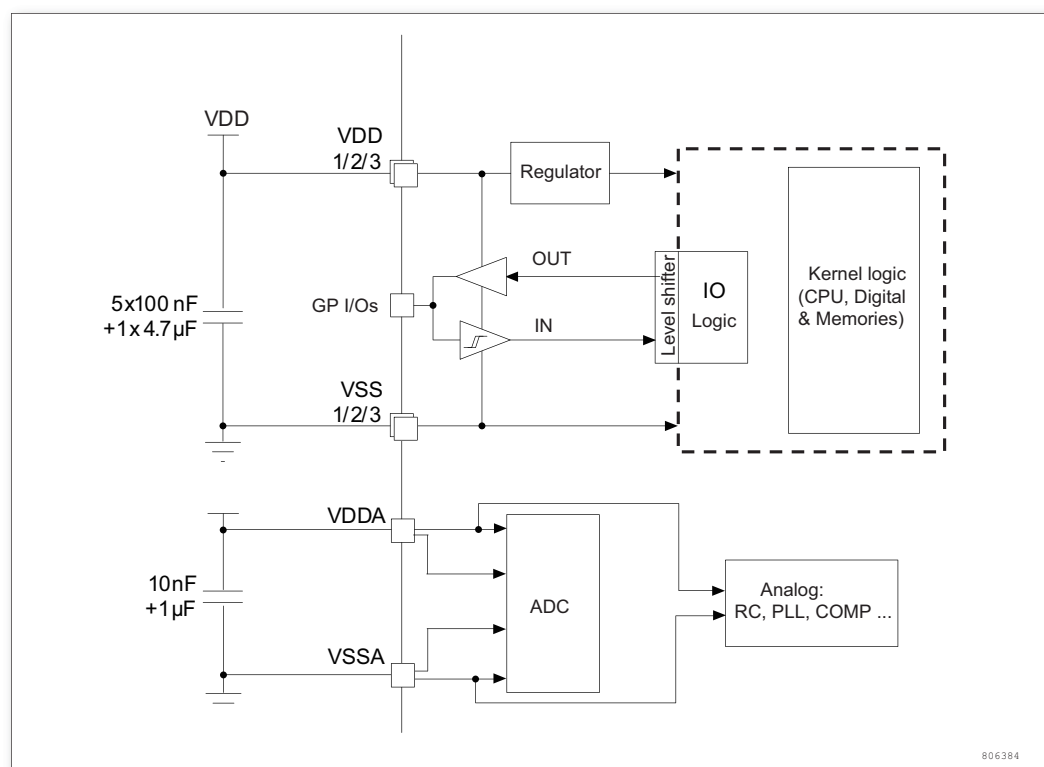 VDD
VDD
1/2/3
Regulator
OUT
Level shifter
IO
Logic
Kernel logic
(CPU, Digital
& Memories)
GP I/Os
5x100 nF
+1x 4.7µF
IN
VSS
1/2/3
VDDA
10nF
+1µF
ADC
Analog:
RC, PLL, COMP ...
VSSA
806384